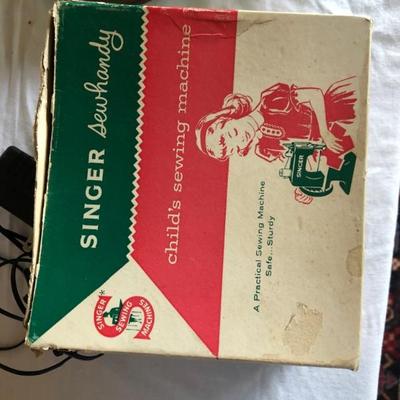 SINGER sewhandy
child's sewing machine
SINGER
A Practical Sewing Machine
Safe...Sturdy
SINGER*
SEWING
MACHINES